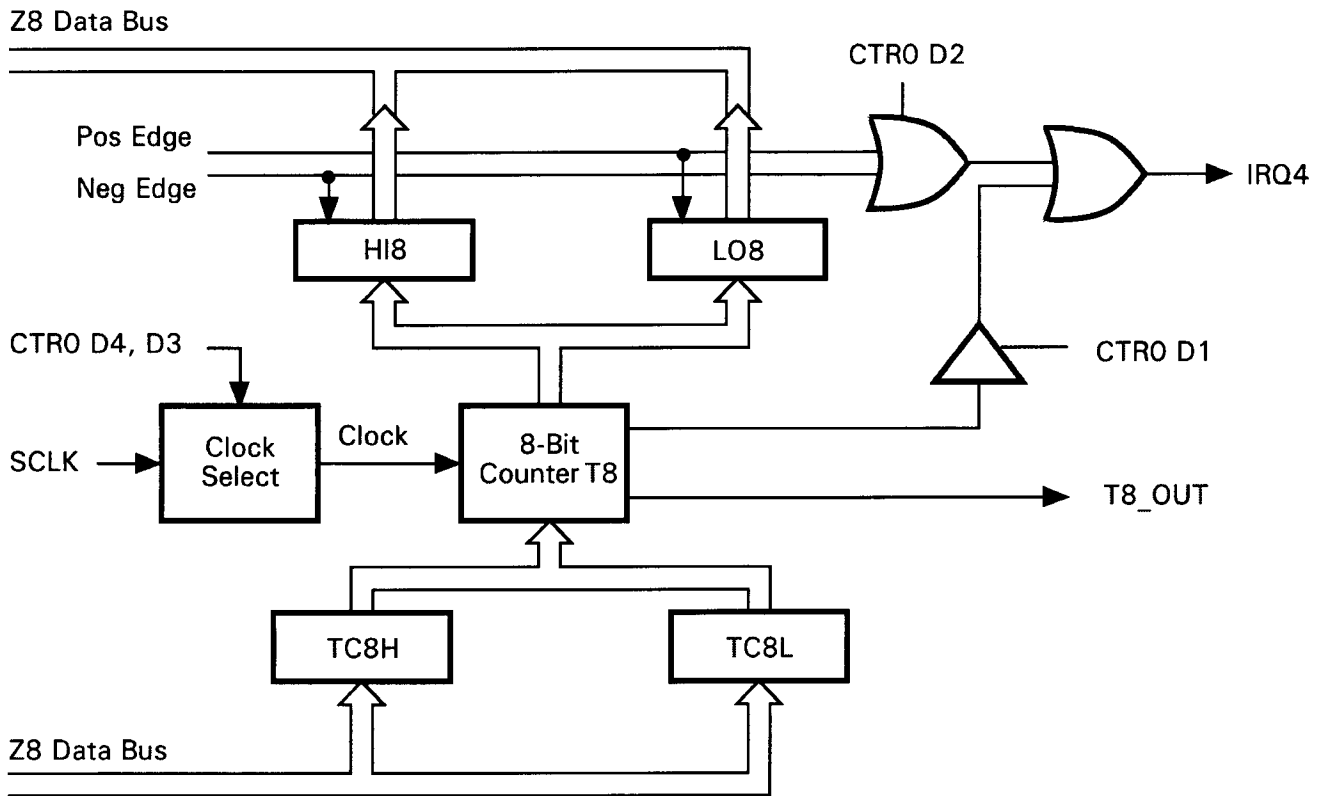 Z8 Data Bus
CTR0 D2
Pos Edge
Neg Edge
IRQ4
HI8
LO8
CTR0 D4, D3
CTR0 D1
Clock
Select
Clock
8-Bit
Counter T8
SCLK
T8_OUT
TC8H
TC8L
Z8 Data Bus